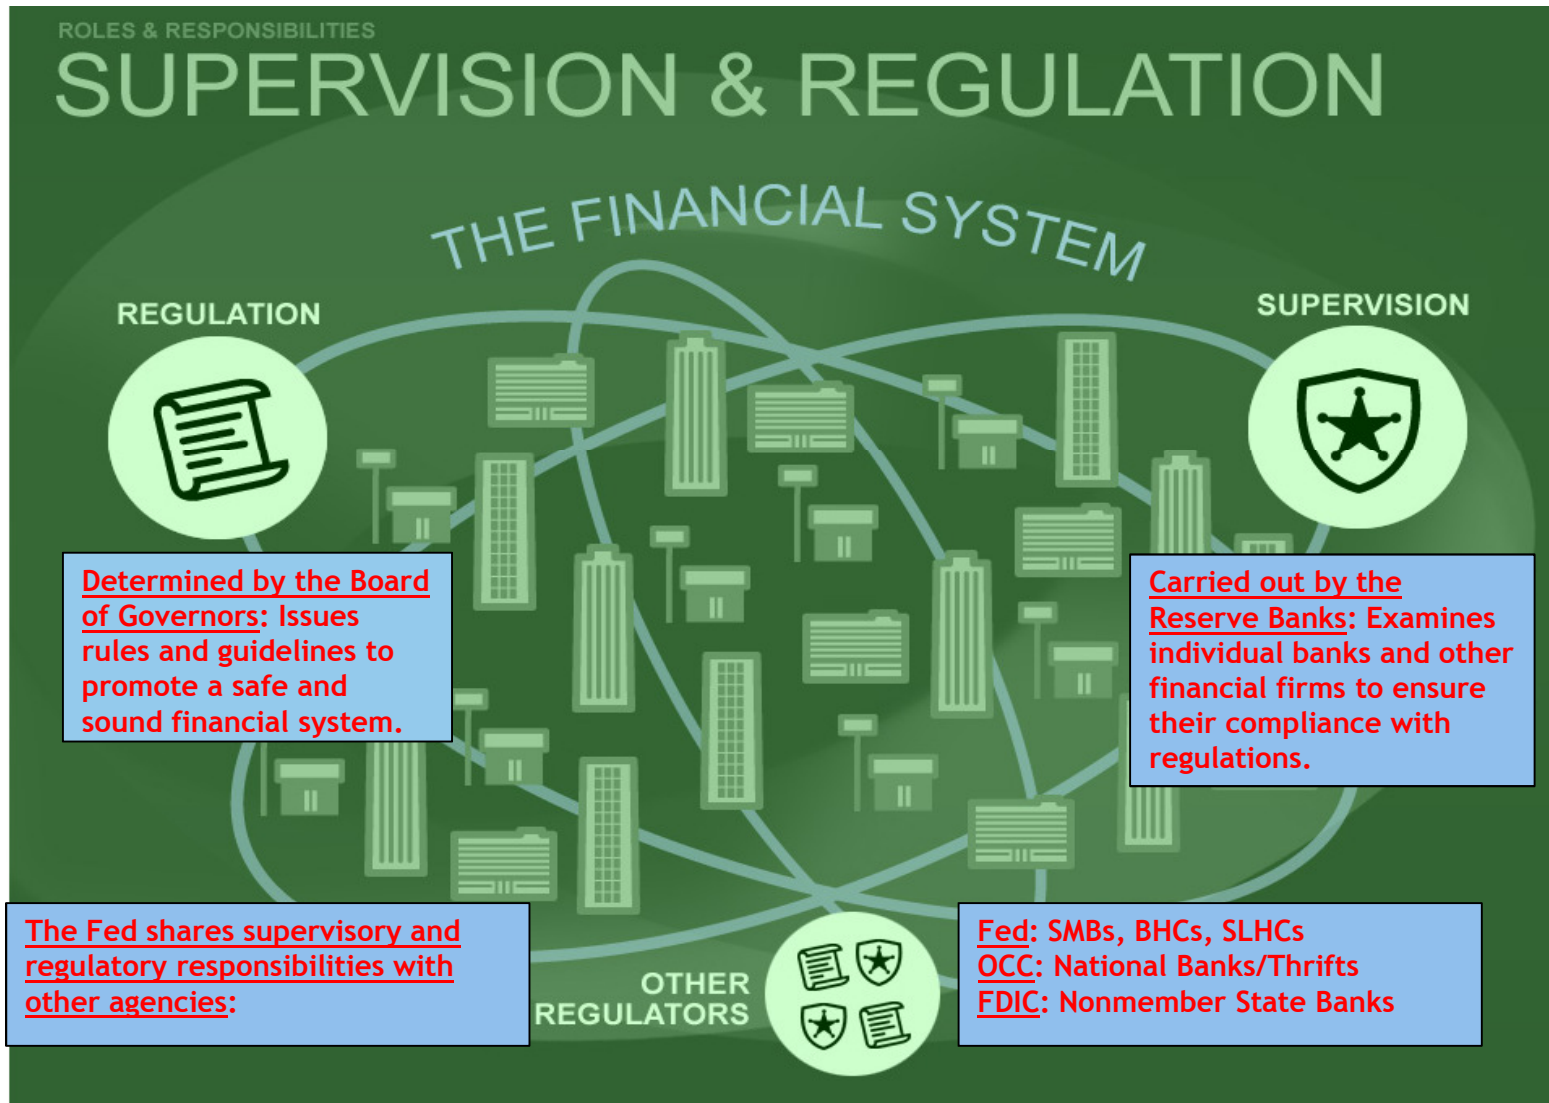 ROLES & RESPONSIBILITIES
SUPERVISION & REGULATION
THE FINANCIAL SYSTEM
REGULATION
SUPERVISION
Determined by the Board
of Governors: Issues
rules and guidelines to
promote a safe and
sound financial system.
Carried out by the
Reserve Banks: Examines
individual banks and other
financial firms to ensure
their compliance with
regulations.
The Fed shares supervisory and
regulatory responsibilities with
other agencies:
OTHER
REGULATORS
Fed: SMBs, BHCs, SLHCs
OCC: National Banks/Thrifts
FDIC: Nonmember State Banks